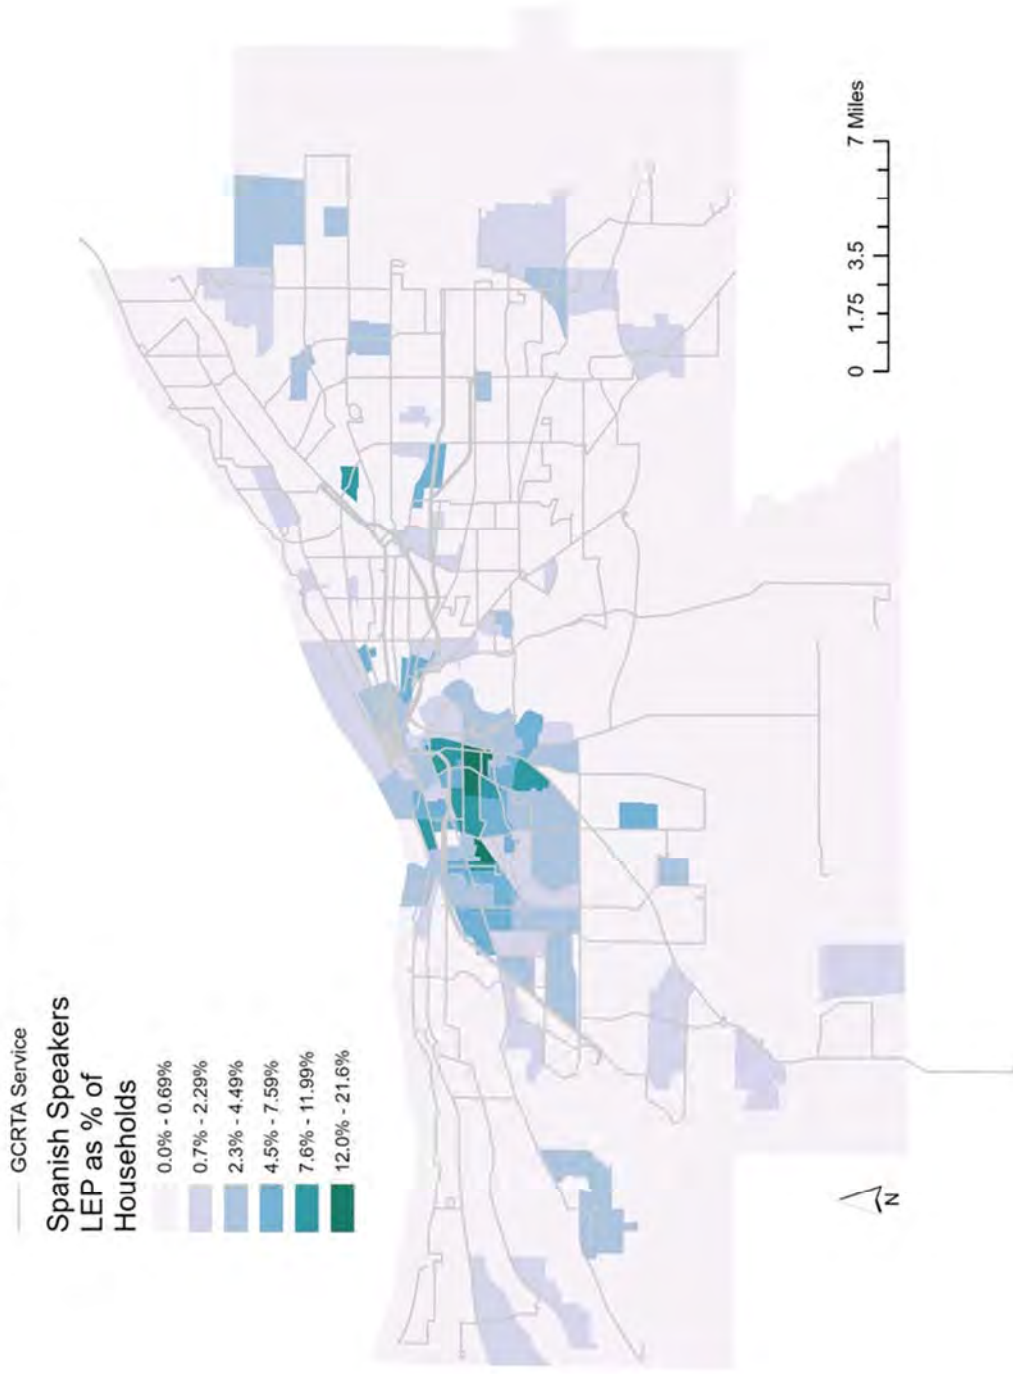 GCRTA Service
Spanish Speakers
LEP as % of
Households
0.0% - 0.69%
0.7% - 2.29%
2.3% - 4.49%
4.5% - 7.59%
7.6% - 11.99%
12.0% - 21.6%
N
0 1.75 3.5 7 Miles